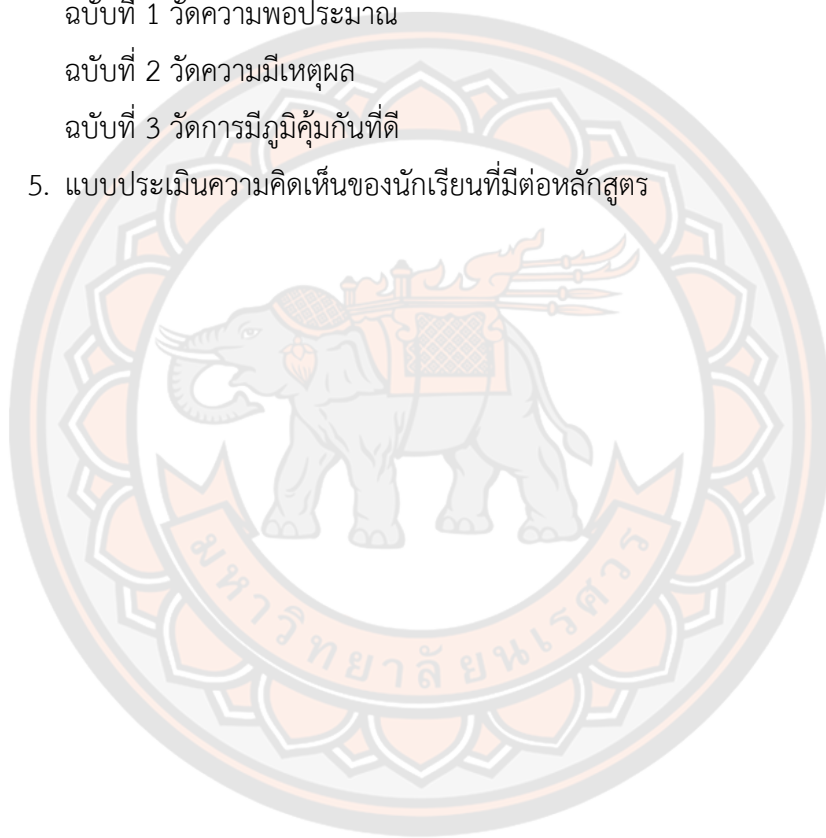 ฉบับที่ 1 วัดความพอประมาณ
ฉบับที่ 2 วัดความมีเหตุผล
ฉบับที่ 3 วัดการมีภูมิคุ้มกันที่ดี
5. แบบประเมินความคิดเห็นของนักเรียนที่มีต่อหลักสูตร
มหาวิทยาลัยนเรศวร